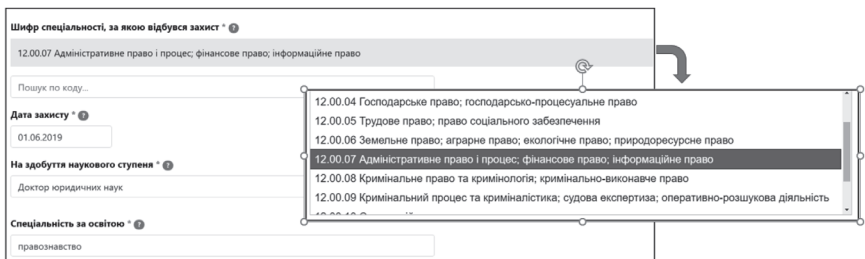 Шифр спеціальності, за якою відбувся захист * ?
12.00.07 Адміністративне право і процес; фінансове право; інформаційне право
Пошук по коду...
Дата захисту * ?
01.06.2019
На здобуття наукового ступеня * ?
Доктор юридичних наук
Спеціальність за освітою * ?
правознавство
12.00.04 Господарське право; господарсько-процесуальне право
12.00.05 Трудове право; право соціального забезпечення
12.00.06 Земельне право; аграрне право; екологічне право; природоресурсне право
12.00.07 Адміністративне право і процес; фінансове право; інформаційне право
12.00.08 Кримінальне право та кримінологія; кримінально-виконавче право
12.00.09 Кримінальний процес та криміналістика; судова експертиза; оперативно-розшукова діяльність